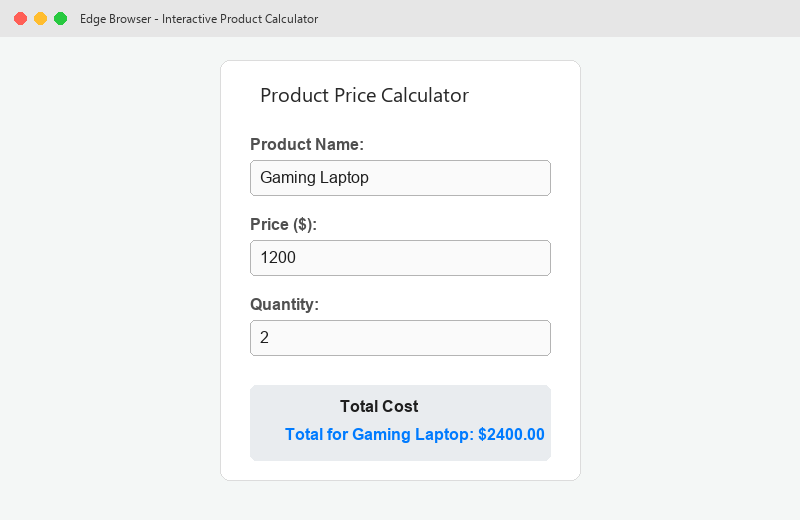 Edge Browser - Interactive Product Calculator
Product Price Calculator
Product Name:
Gaming Laptop
Price ($):
1200
Quantity:
2
Total Cost
Total for Gaming Laptop: $2400.00